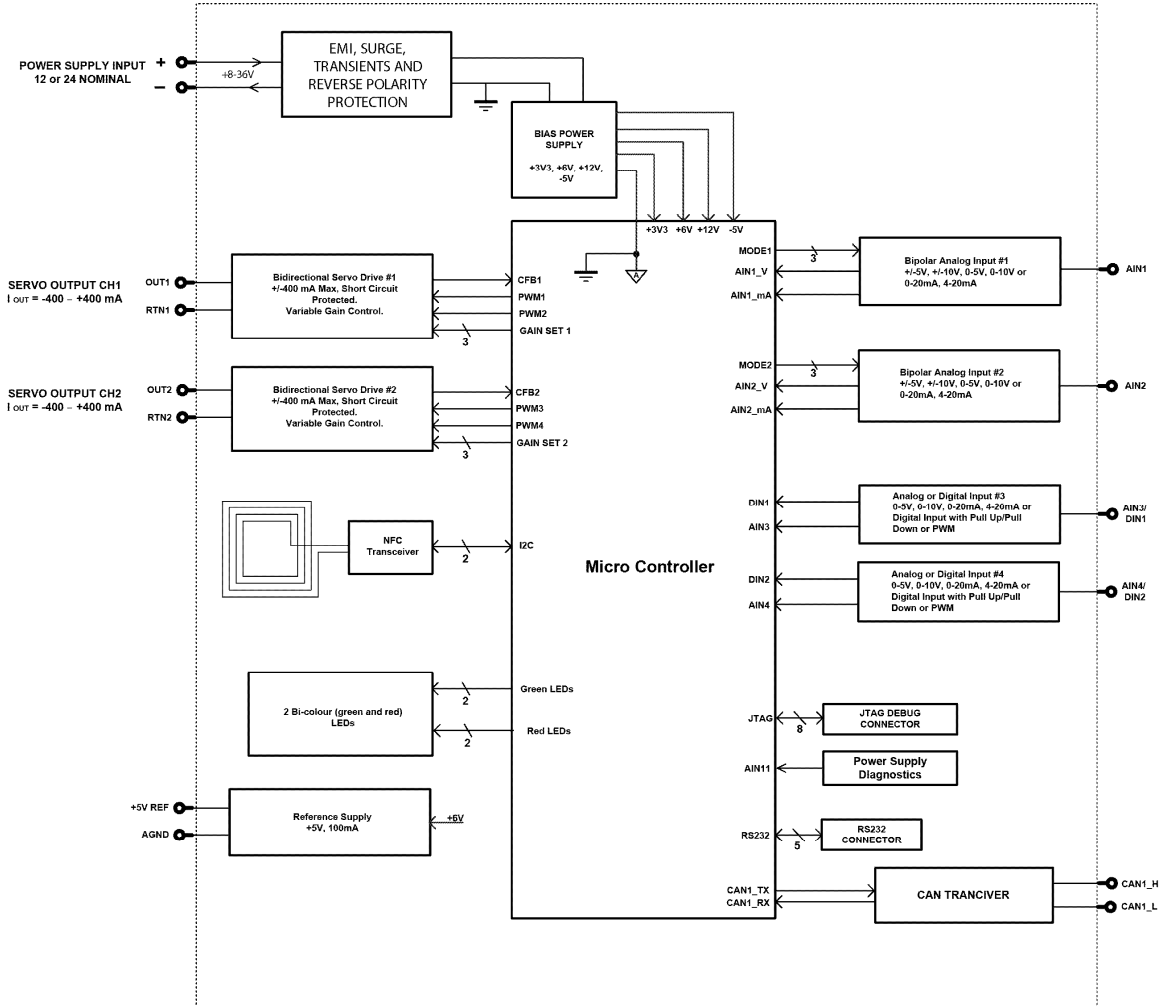 POWER SUPPLY INPUT
12 or 24 NOMINAL
+
−
+8-36V
EMI, SURGE,
TRANSIENTS AND
REVERSE POLARITY
PROTECTION
BIAS POWER
SUPPLY
+3V3, +6V, +12V,
-5V
+3V3
+6V
+12V
-5V
A
SERVO OUTPUT CH1
I OUT = -400 – +400 mA
OUT1
RTN1
Bidirectional Servo Drive #1
+/-400 mA Max, Short Circuit
Protected.
Variable Gain Control.
CFB1
PWM1
PWM2
GAIN SET 1
3
SERVO OUTPUT CH2
I OUT = -400 – +400 mA
OUT2
RTN2
Bidirectional Servo Drive #2
+/-400 mA Max, Short Circuit
Protected.
Variable Gain Control.
CFB2
PWM3
PWM4
GAIN SET 2
3
NFC
Transceiver
2
I2C
Micro Controller
2 Bi-colour (green and red)
LEDs
Green LEDs
2
Red LEDs
2
+5V REF
AGND
Reference Supply
+5V, 100mA
+6V
MODE1
3
AIN1_V
AIN1_mA
Bipolar Analog Input #1
+/-5V, +/-10V, 0-5V, 0-10V or
0-20mA, 4-20mA
AIN1
MODE2
3
AIN2_V
AIN2_mA
Bipolar Analog Input #2
+/-5V, +/-10V, 0-5V, 0-10V or
0-20mA, 4-20mA
AIN2
DIN1
AIN3
Analog or Digital Input #3
0-5V, 0-10V, 0-20mA, 4-20mA or
Digital Input with Pull Up/Pull
Down or PWM
AIN3/
DIN1
DIN2
AIN4
Analog or Digital Input #4
0-5V, 0-10V, 0-20mA, 4-20mA or
Digital Input with Pull Up/Pull
Down or PWM
AIN4/
DIN2
JTAG
8
JTAG DEBUG
CONNECTOR
AIN11
Power Supply
Diagnostics
RS232
5
RS232
CONNECTOR
CAN1_TX
CAN1_RX
CAN TRANCIVER
CAN1_H
CAN1_L